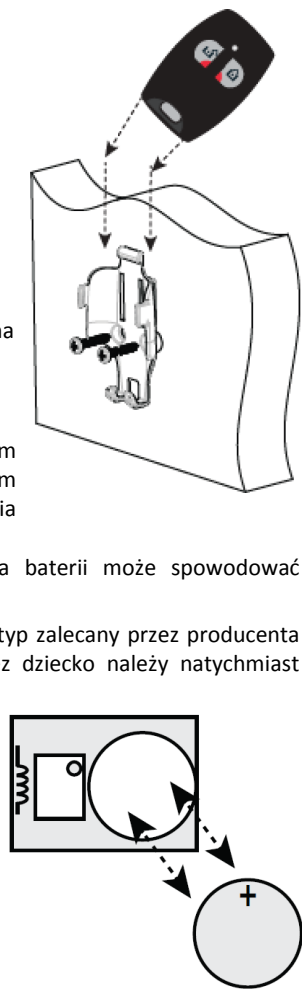 na
m
m
ia
a baterii może spowodować
typ zalecany przez producenta
z dziecko należy natychmiast
+